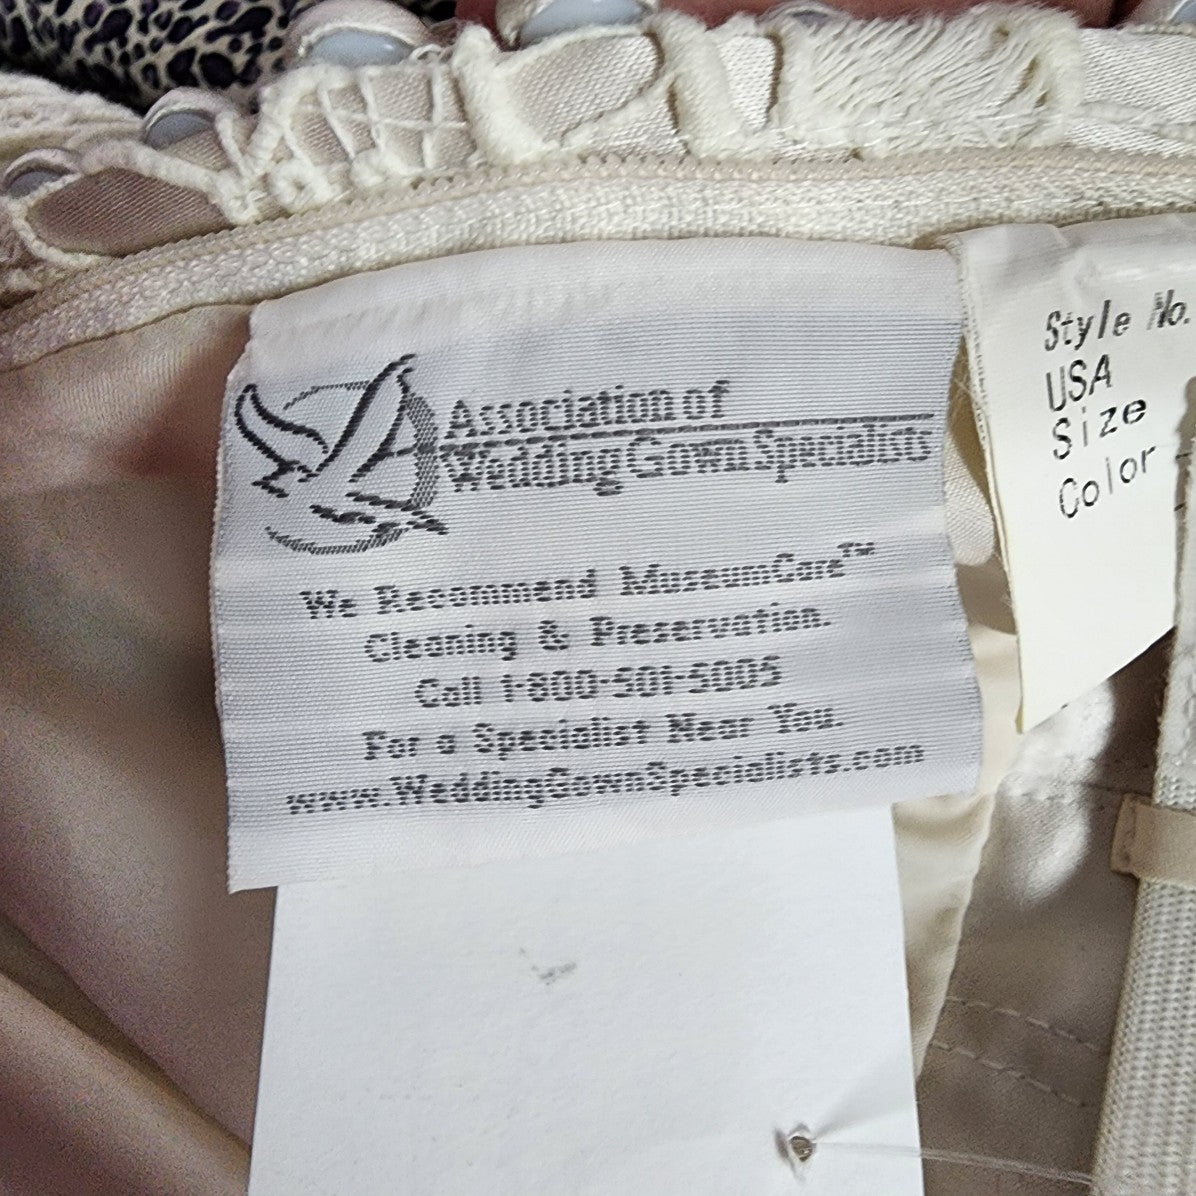 Association of
Wedding Gown Specialists
We Recommend MuseumCare™
Cleaning & Preservation.
Call 1-800-501-5005
For a Specialist Near You.
www.WeddingGownSpecialists.com
Style No.
USA
Size
Color